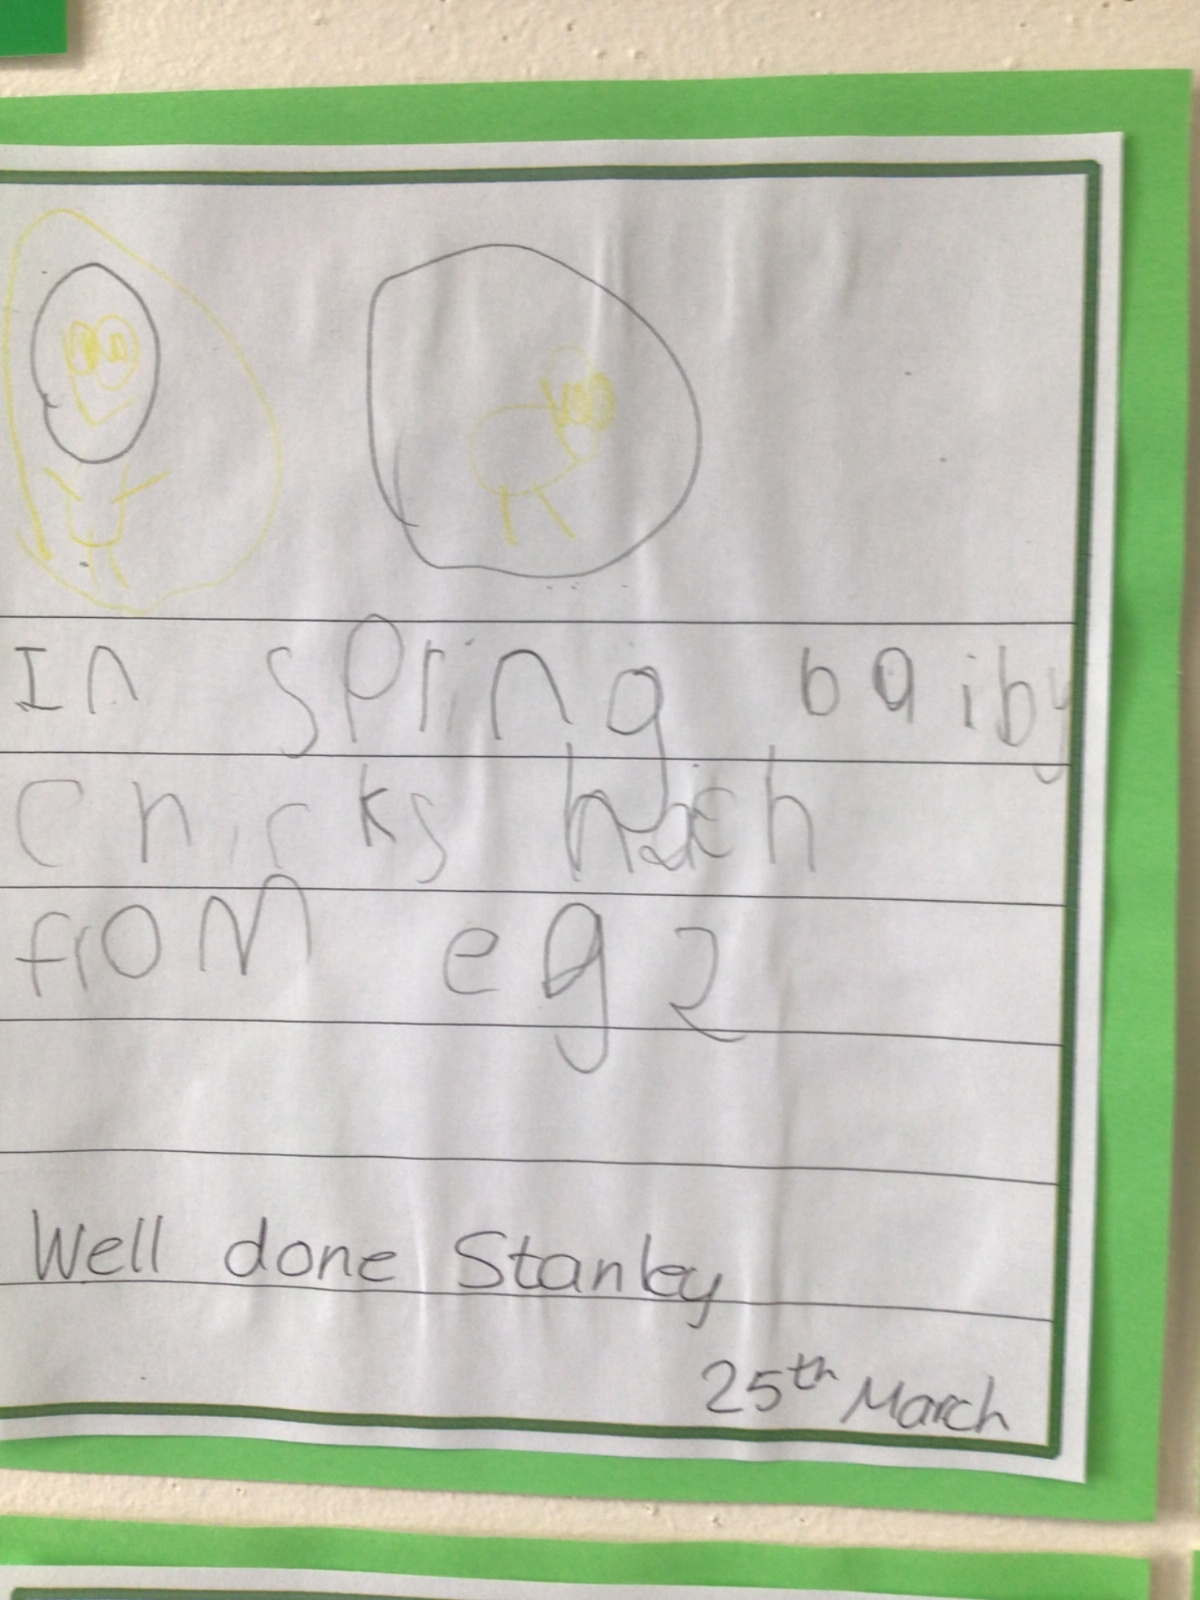 In spring baiby
chicks hach
from egz
Well done Stanley
25th March